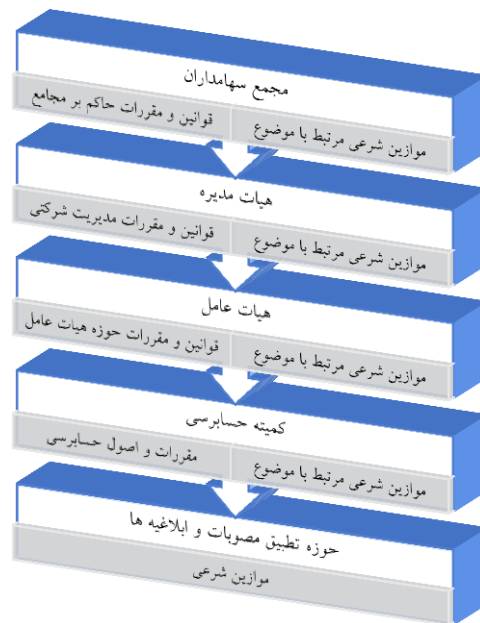 مجمع سهامداران
موازین شرعی مرتبط با موضوع
قوانین و مقررات حاکم بر مجامع
هیات مدیره
موازین شرعی مرتبط با موضوع
قوانین و مقررات مدیریت شرکتی
هیات عامل
موازین شرعی مرتبط با موضوع
قوانین و مقررات حوزه هیات عامل
کمیته حسابرسی
موازین شرعی مرتبط با موضوع
مقررات و اصول حسابرسی
حوزه تطبیق مصوبات و ابلاغیه ها
موازین شرعی